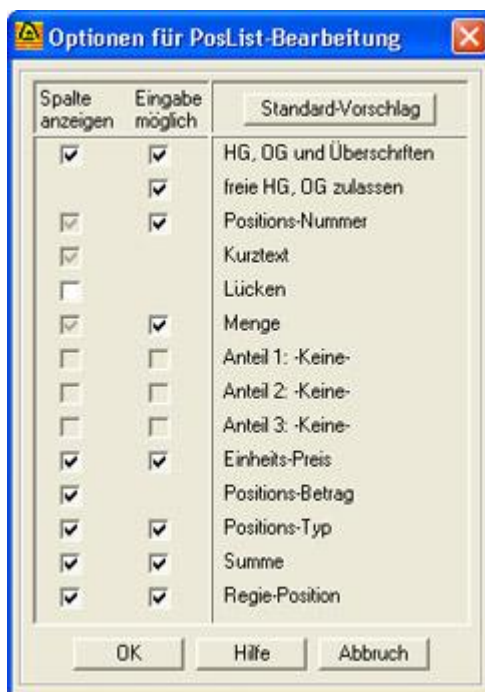 Optionen für PosList-Bearbeitung
Spalte anzeigen
Eingabe möglich
Standard-Vorschlag
HG, OG und Überschriften
freie HG, OG zulassen
Positions-Nummer
Kurztext
Lücken
Menge
Anteil 1: -Keine-
Anteil 2: -Keine-
Anteil 3: -Keine-
Einheits-Preis
Positions-Betrag
Positions-Typ
Summe
Regie-Position
OK Hilfe Abbruch